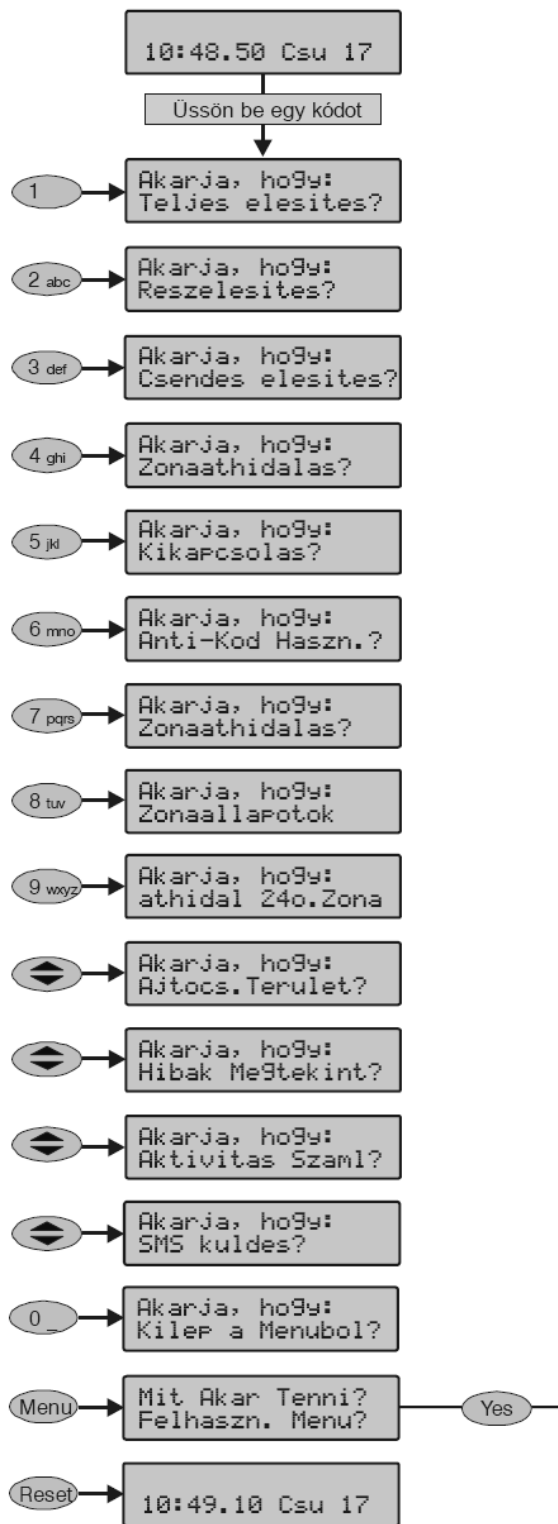 10:48.50 Csu 17
Üssön be egy kódot
1
Akarja, hogy:
Teljes elesites?
2 abc
Akarja, hogy:
Reszelesites?
3 def
Akarja, hogy:
Csendes elesites?
4 ghi
Akarja, hogy:
Zonaathidalas?
5 jkl
Akarja, hogy:
Kikapcsolas?
6 mno
Akarja, hogy:
Anti-Kod Haszn.?
7 pqrs
Akarja, hogy:
Zonaathidalas?
8 tuv
Akarja, hogy:
Zonaallapotok
9 wxyz
Akarja, hogy:
athidal 24o.Zona
Akarja, hogy:
Ajtocs.Terulet?
Akarja, hogy:
Hibak Megtekint?
Akarja, hogy:
Aktivitas Szaml?
Akarja, hogy:
SMS kuldes?
0 _
Akarja, hogy:
Kilep a Menubol?
Menu
Mit Akar Tenni?
Felhaszn. Menu?
Yes
Reset
10:49.10 Csu 17